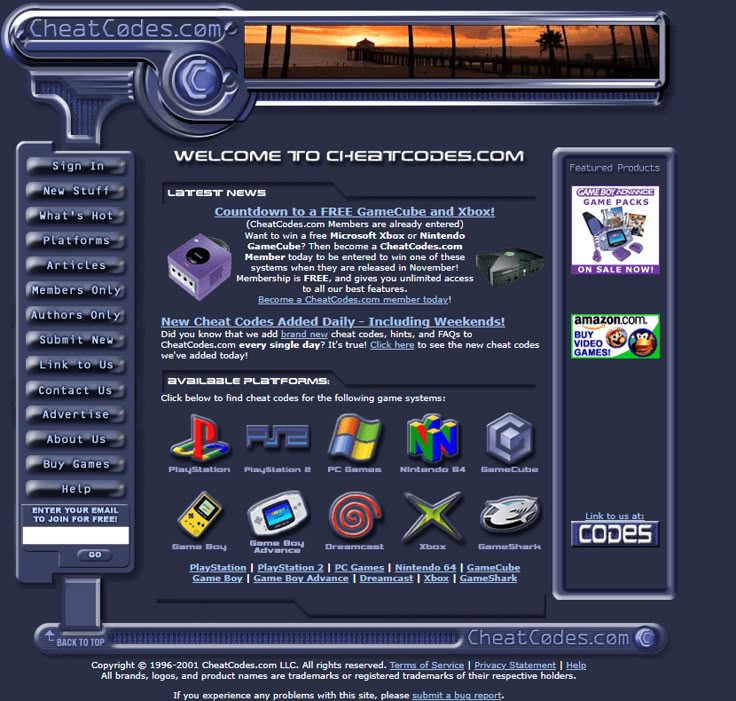 CheatCodes.com
Sign In
New Stuff
What's Hot
Platforms
Articles
Members Only
Authors Only
Submit New
Link to Us
Contact Us
Advertise
About Us
Buy Games
Help
ENTER YOUR EMAIL
TO JOIN FOR FREE!
GO
WELCOME TO CHEATCODES.COM
LATEST NEWS
Countdown to a FREE GameCube and Xbox!
(CheatCodes.com Members are already entered)
Want to win a free Microsoft Xbox or Nintendo
GameCube? Then become a CheatCodes.com
Member today to be entered to win one of these
systems when they are released in November!
Membership is FREE, and gives you unlimited access
to all our best features.
Become a CheatCodes.com member today!
New Cheat Codes Added Daily - Including Weekends!
Did you know that we add brand new cheat codes, hints, and FAQs to
CheatCodes.com every single day? It's true! Click here to see the new cheat codes
we've added today!
AVAILABLE PLATFORMS:
Click below to find cheat codes for the following game systems:
PlayStation
PlayStation 2
PC Games
Nintendo 64
GameCube
Game Boy
Game Boy
Advance
Dreamcast
Xbox
GameShark
PlayStation | PlayStation 2 | PC Games | Nintendo 64 | GameCube
Game Boy | Game Boy Advance | Dreamcast | Xbox | GameShark
Featured Products
GAME BOY ADVANCE
GAME PACKS
ON SALE NOW!
amazon.com.
BUY
VIDEO
GAMES!
Link to us at:
CODES
BACK TO TOP
CheatCodes.com
Copyright © 1996-2001 CheatCodes.com LLC. All rights reserved. Terms of Service | Privacy Statement | Help
All brands, logos, and product names are trademarks or registered trademarks of their respective holders.
If you experience any problems with this site, please submit a bug report.